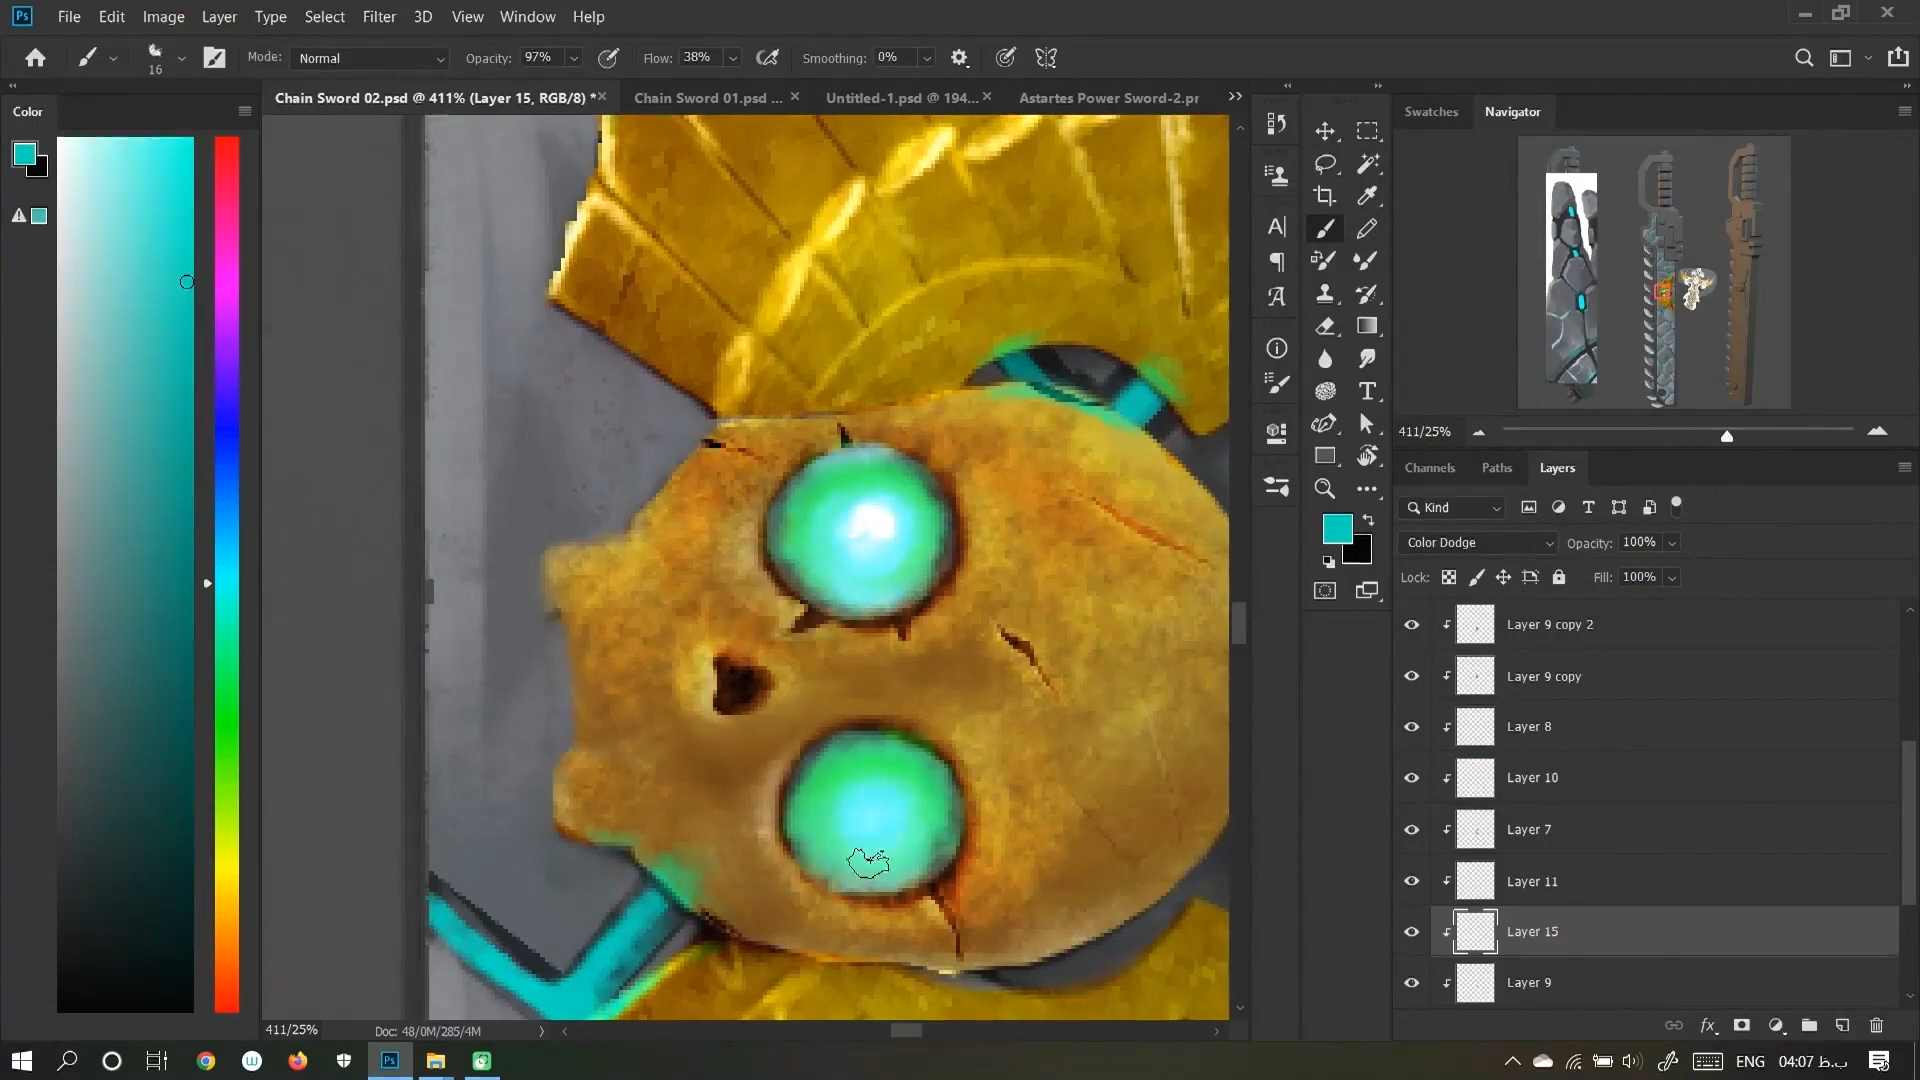 Ps File Edit Image Layer Type Select Filter 3D View Window Help
16 Mode: Normal Opacity: 97% Flow: 38% Smoothing: 0%
Chain Sword 02.psd @ 411% (Layer 15, RGB/8) * Chain Sword 01.psd ... Untitled-1.psd @ 194... Astartes Power Sword-2.pr
Color
Swatches Navigator
411/25%
Channels Paths Layers
Kind
Color Dodge Opacity: 100%
Lock: Fill: 100%
Layer 9 copy 2
Layer 9 copy
Layer 8
Layer 10
Layer 7
Layer 11
Layer 15
Layer 9
411/25% Doc: 48/0M/285/4M
fx
Ps ENG 04:07 ب.ظ